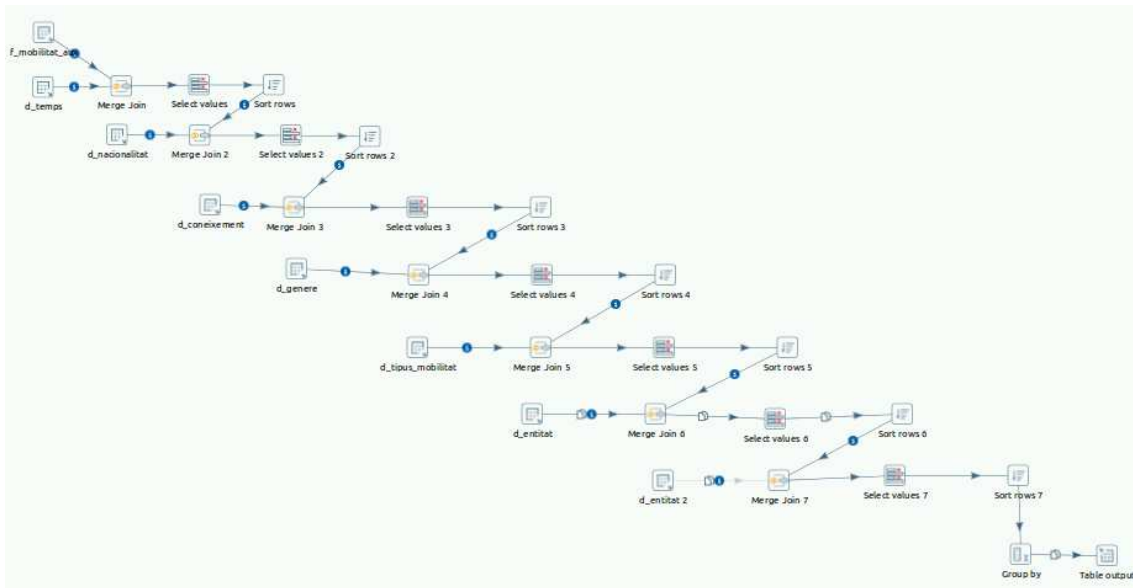 f_mobilitat_a
d_temps
Merge Join
Select values
Sort rows
d_nacionalitat
Merge Join 2
Select values 2
Sort rows 2
d_coneixement
Merge Join 3
Select values 3
Sort rows 3
d_genere
Merge Join 4
Select values 4
Sort rows 4
d_tipus_mobilitat
Merge Join 5
Select values 5
Sort rows 5
d_entitat
Merge Join 6
Select values 6
Sort rows 6
d_entitat 2
Merge Join 7
Select values 7
Sort rows 7
Group by
Table output